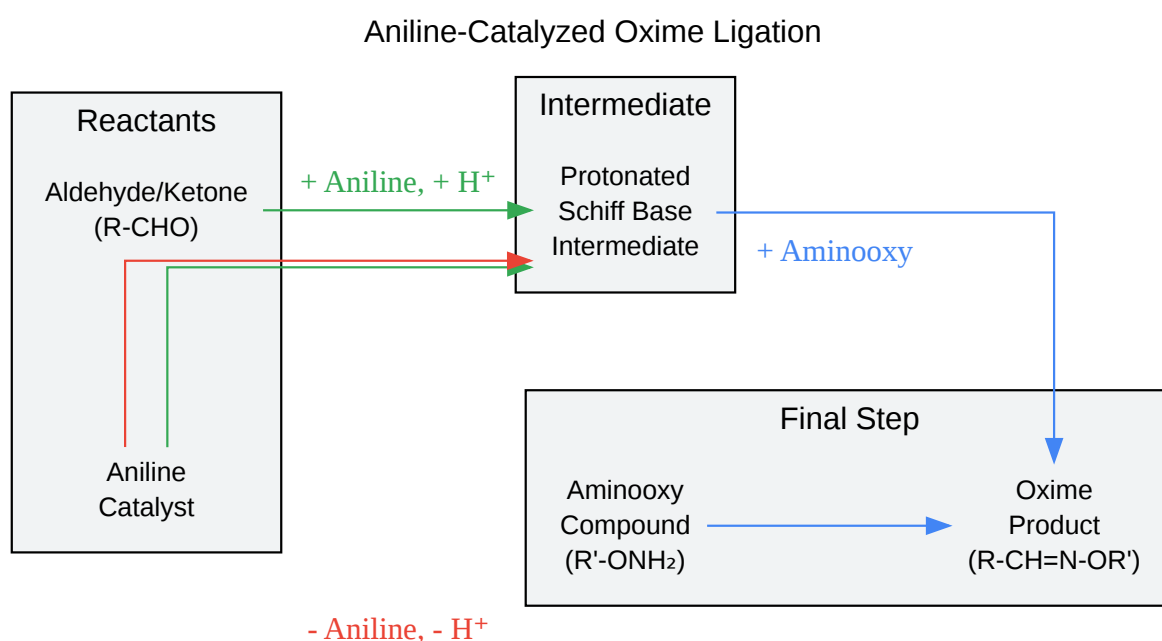 Aniline-Catalyzed Oxime Ligation
Reactants
Aldehyde/Ketone
(R-CHO)
Aniline
Catalyst
+ Aniline, + H⁺
Intermediate
Protonated
Schiff Base
Intermediate
+ Aminooxy
Final Step
Aminooxy
Compound
(R'-ONH₂)
Oxime
Product
(R-CH=N-OR')
- Aniline, - H⁺